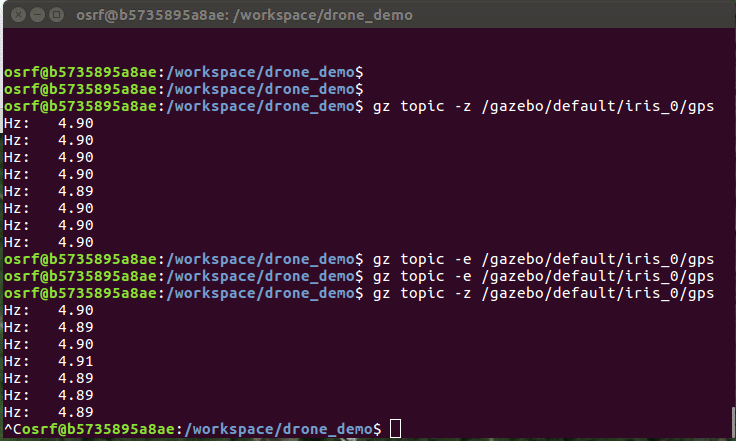 osrf@b5735895a8ae: /workspace/drone_demo
osrf@b5735895a8ae:/workspace/drone_demo$
osrf@b5735895a8ae:/workspace/drone_demo$
osrf@b5735895a8ae:/workspace/drone_demo$ gz topic -z /gazebo/default/iris_0/gps
Hz:   4.90
Hz:   4.90
Hz:   4.90
Hz:   4.90
Hz:   4.89
Hz:   4.90
Hz:   4.90
Hz:   4.90
osrf@b5735895a8ae:/workspace/drone_demo$ gz topic -e /gazebo/default/iris_0/gps
osrf@b5735895a8ae:/workspace/drone_demo$ gz topic -e /gazebo/default/iris_0/gps
osrf@b5735895a8ae:/workspace/drone_demo$ gz topic -z /gazebo/default/iris_0/gps
Hz:   4.90
Hz:   4.89
Hz:   4.90
Hz:   4.91
Hz:   4.89
Hz:   4.89
Hz:   4.89
^Cosrf@b5735895a8ae:/workspace/drone_demo$